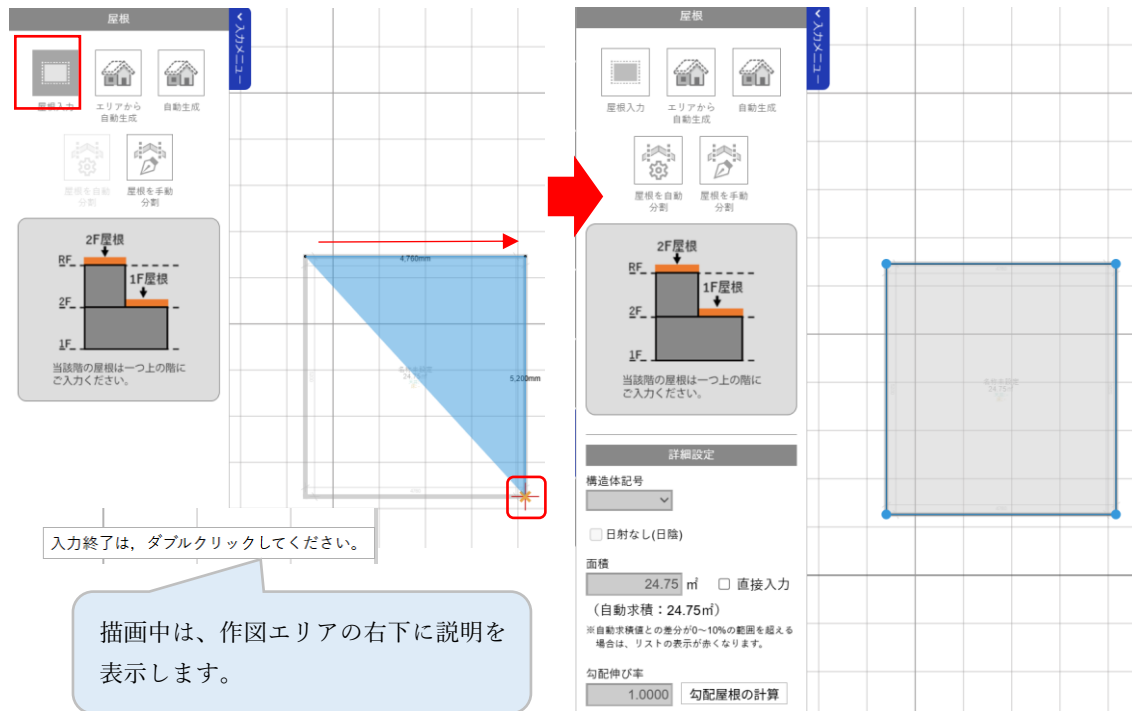 屋根
入力メニュー
屋根入力
エリアから
自動生成
自動生成
屋根を自動
分割
屋根を手動
分割
2F屋根
RF
1F屋根
2F
1F
当該階の屋根は一つ上の階に
ご入力ください。
4,760mm
5,200mm
入力終了は，ダブルクリックしてください。
描画中は、作図エリアの右下に説明を
表示します。
屋根
入力メニュー
屋根入力
エリアから
自動生成
自動生成
屋根を自動
分割
屋根を手動
分割
2F屋根
RF
1F屋根
2F
1F
当該階の屋根は一つ上の階に
ご入力ください。
詳細設定
構造体記号
日射なし(日陰)
面積
24.75 ㎡ 直接入力
（自動求積：24.75㎡）
※自動求積値との差分が0～10%の範囲を超える
場合は、リストの表示が赤くなります。
勾配伸び率
1.0000 勾配屋根の計算
名称未設定
24.75㎡